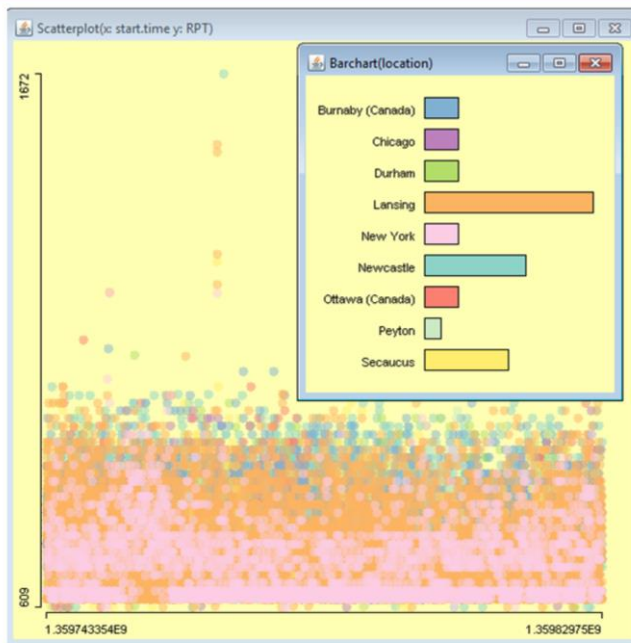 Scatterplot(x: start.time y: RPT)
1672
Barchart(location)
Burnaby (Canada)
Chicago
Durham
Lansing
New York
Newcastle
Ottawa (Canada)
Peyton
Secaucus
609
1.359743354E9
1.35982975E9